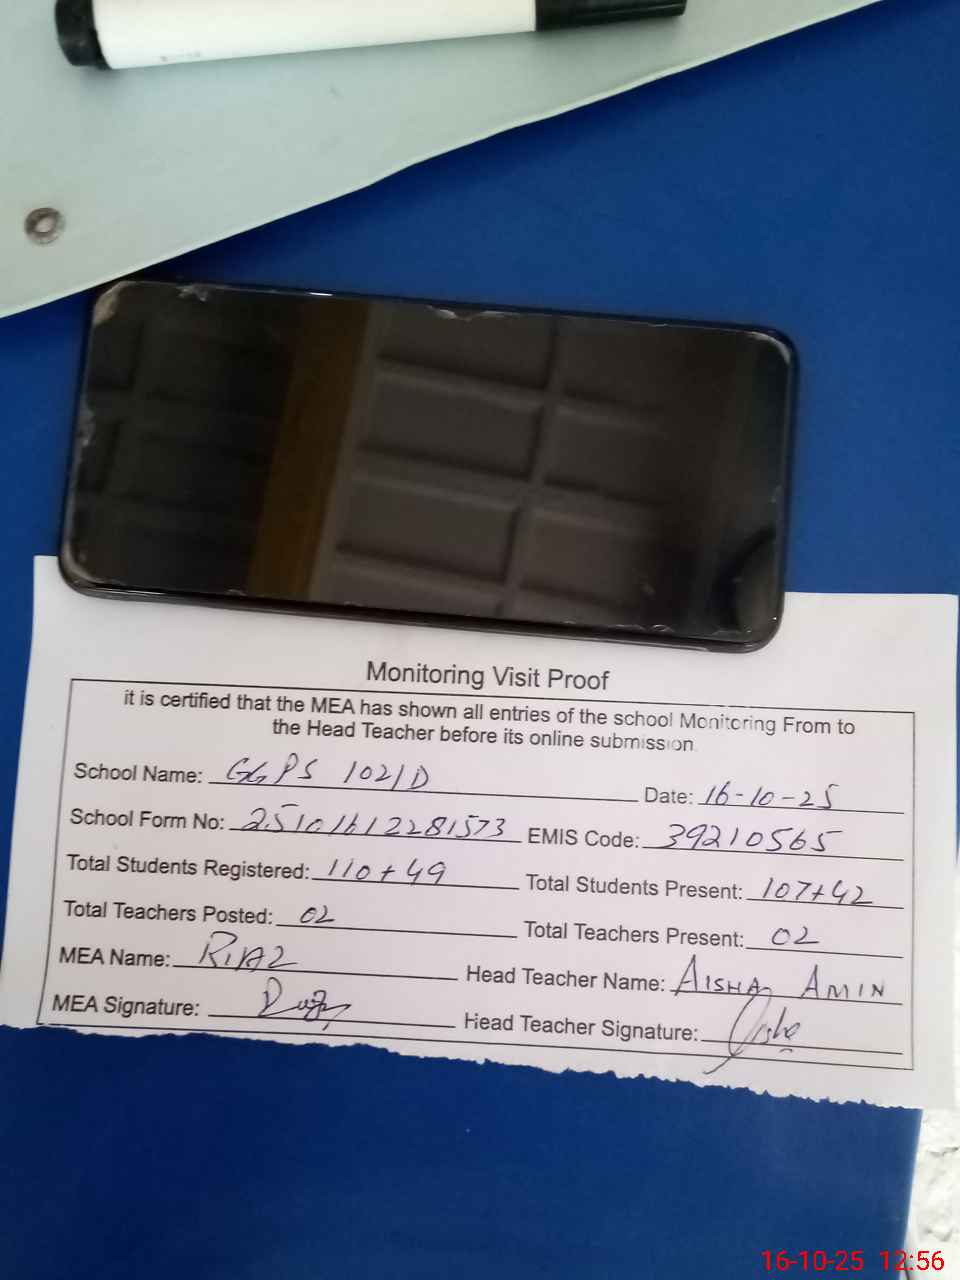 Monitoring Visit Proof
it is certified that the MEA has shown all entries of the school Monitoring From to
the Head Teacher before its online submission.
School Name: GGPS 102/D Date: 16-10-25
School Form No: 25101612281573 EMIS Code: 39210565
Total Students Registered: 110+49 Total Students Present: 107+42
Total Teachers Posted: 02 Total Teachers Present: 02
MEA Name: RIAZ Head Teacher Name: AISHA AMIN
MEA Signature: Head Teacher Signature:
16-10-25 12:56